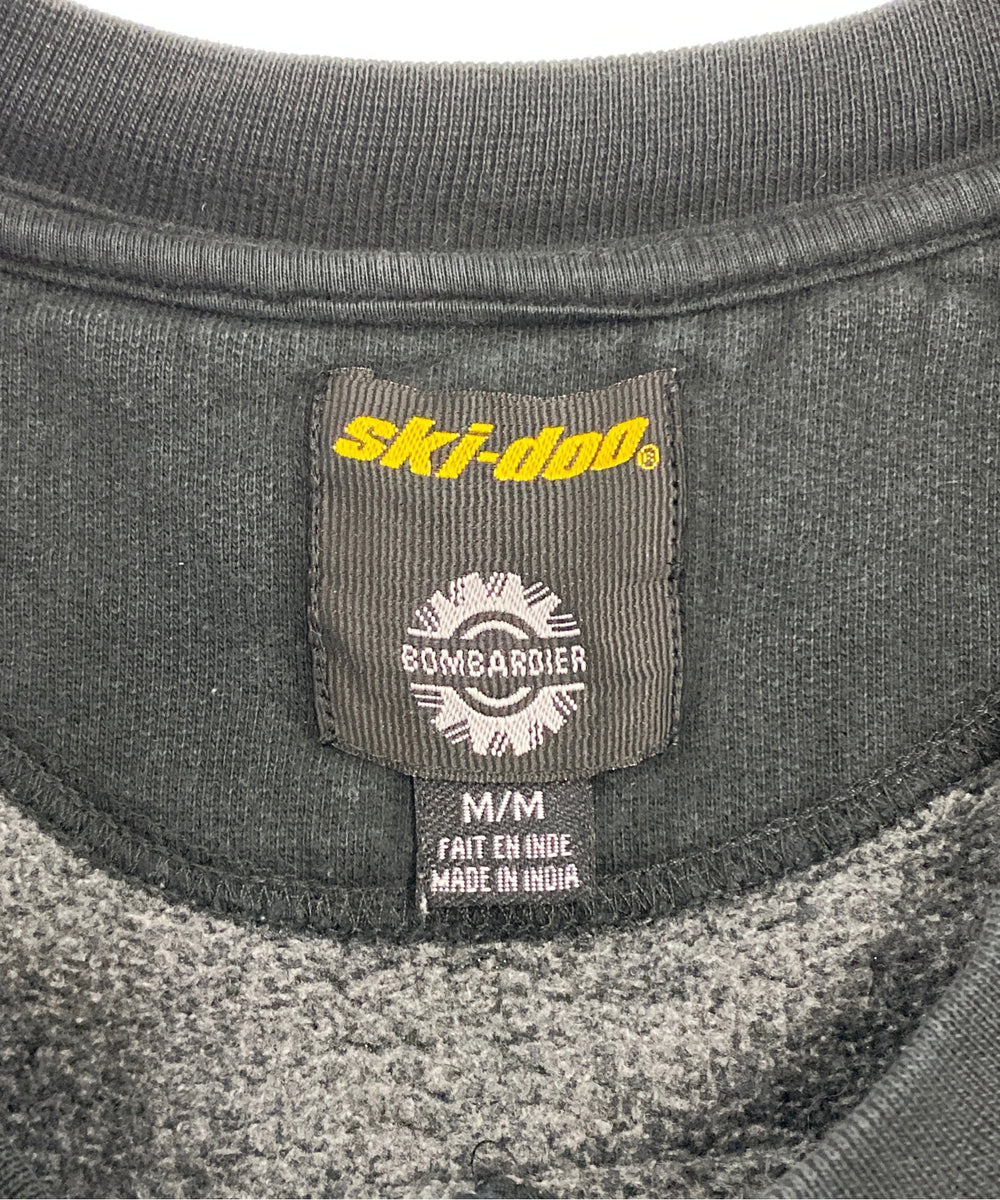 ski-doo®
BOMBARDIER
M/M
FAIT EN INDE
MADE IN INDIA